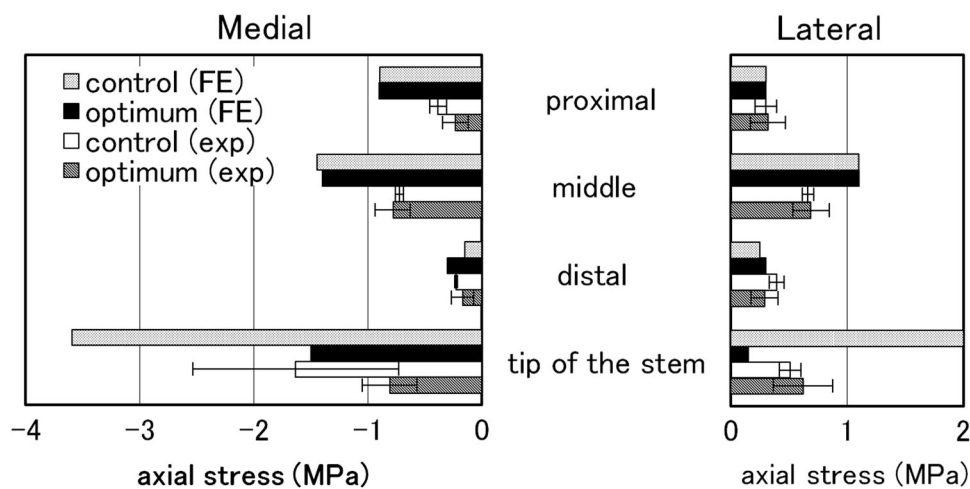 Medial
Lateral
control (FE)
optimum (FE)
control (exp)
optimum (exp)
proximal
middle
distal
tip of the stem
−4 −3 −2 −1 0
0 1 2
axial stress (MPa)
axial stress (MPa)